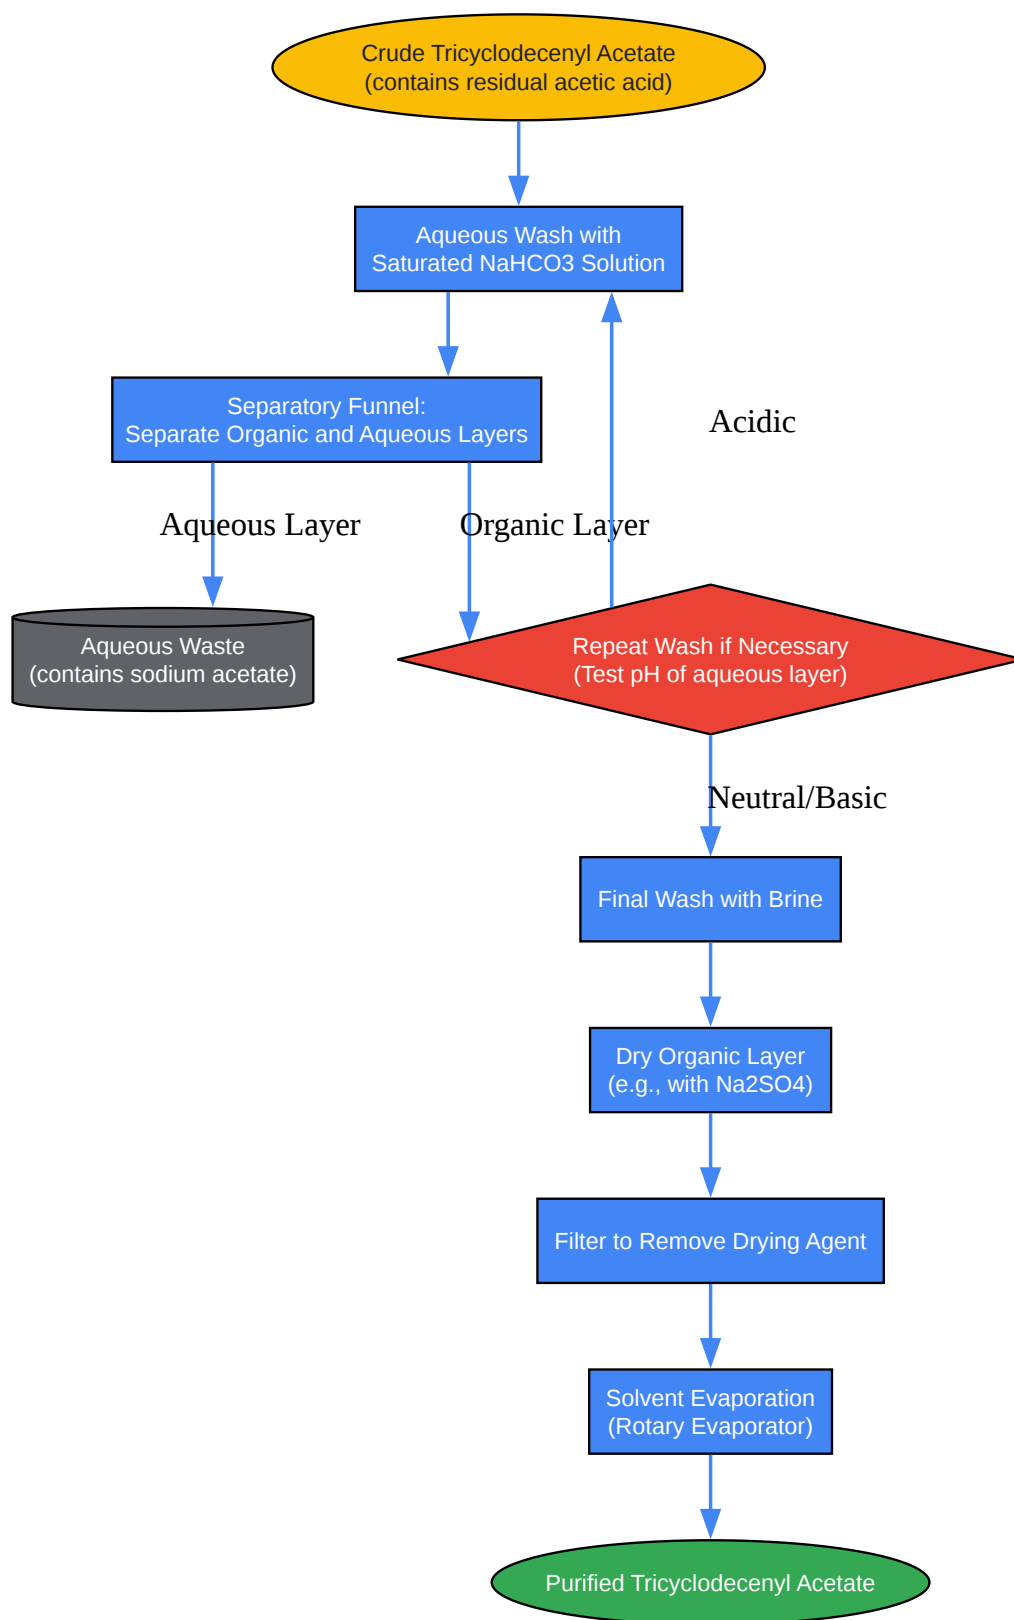 Crude Tricyclodecenyl Acetate
(contains residual acetic acid)
Aqueous Wash with
Saturated NaHCO3 Solution
Separatory Funnel:
Separate Organic and Aqueous Layers
Acidic
Aqueous Layer
Organic Layer
Aqueous Waste
(contains sodium acetate)
Repeat Wash if Necessary
(Test pH of aqueous layer)
Neutral/Basic
Final Wash with Brine
Dry Organic Layer
(e.g., with Na2SO4)
Filter to Remove Drying Agent
Solvent Evaporation
(Rotary Evaporator)
Purified Tricyclodecenyl Acetate